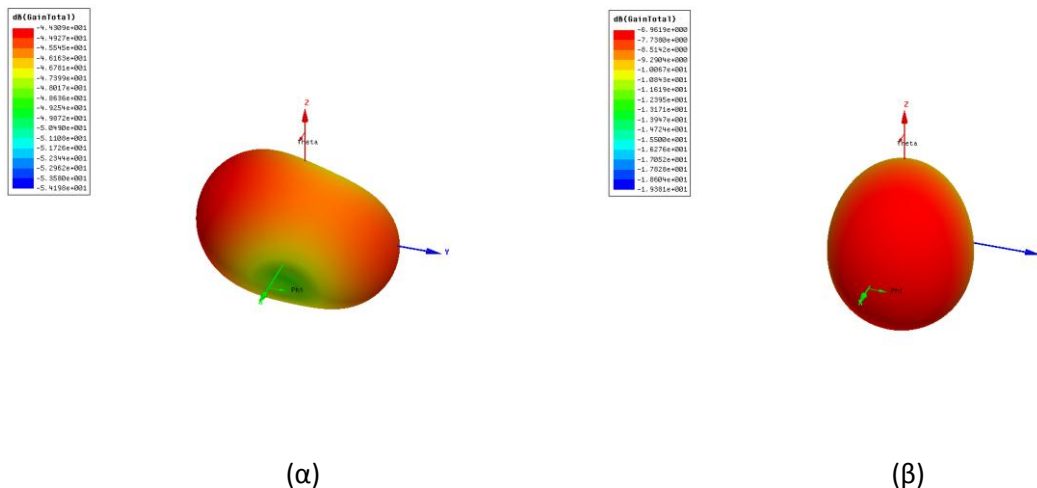 dB(GainTotal)
-4.4309e+001
-4.4927e+001
-4.5545e+001
-4.6163e+001
-4.6781e+001
-4.7399e+001
-4.8017e+001
-4.8636e+001
-4.9254e+001
-4.9872e+001
-5.0490e+001
-5.1108e+001
-5.1726e+001
-5.2344e+001
-5.2962e+001
-5.3580e+001
-5.4198e+001
Z
Theta
Y
X
Phi
(α)
dB(GainTotal)
-6.9619e+000
-7.7380e+000
-8.5142e+000
-9.2904e+000
-1.0067e+001
-1.0843e+001
-1.1619e+001
-1.2395e+001
-1.3171e+001
-1.3947e+001
-1.4724e+001
-1.5500e+001
-1.6276e+001
-1.7052e+001
-1.7828e+001
-1.8604e+001
-1.9381e+001
Z
Theta
X
Phi
(β)